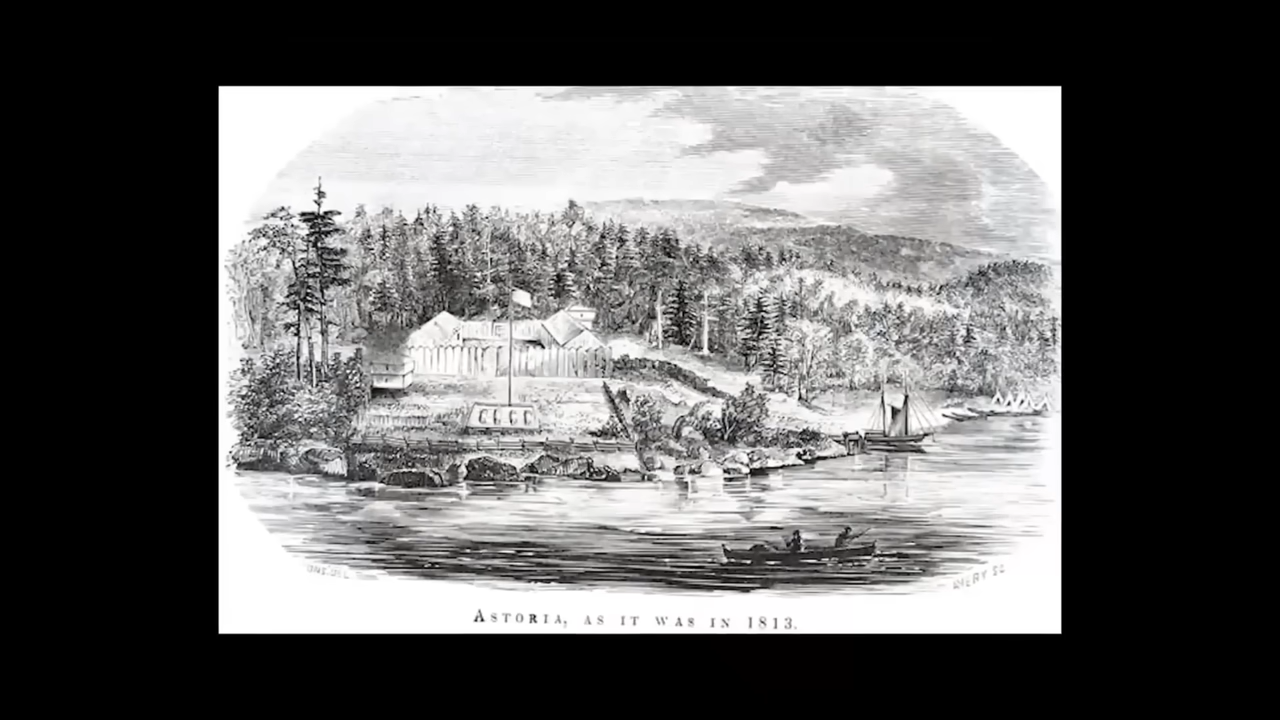 ASTORIA, AS IT WAS IN 1813.